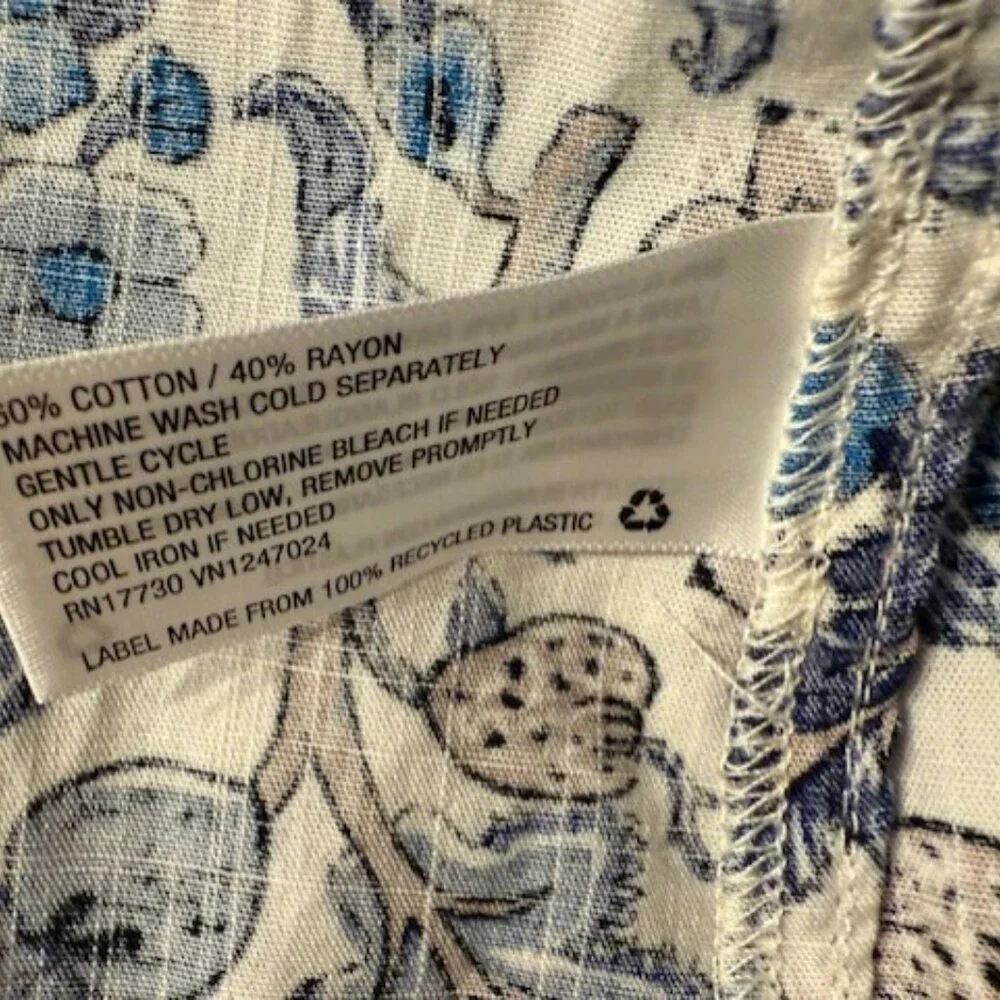 60% COTTON / 40% RAYON
MACHINE WASH COLD SEPARATELY
GENTLE CYCLE
ONLY NON-CHLORINE BLEACH IF NEEDED
TUMBLE DRY LOW, REMOVE PROMPTLY
COOL IRON IF NEEDED
RN17730 VN1247024
LABEL MADE FROM 100% RECYCLED PLASTIC